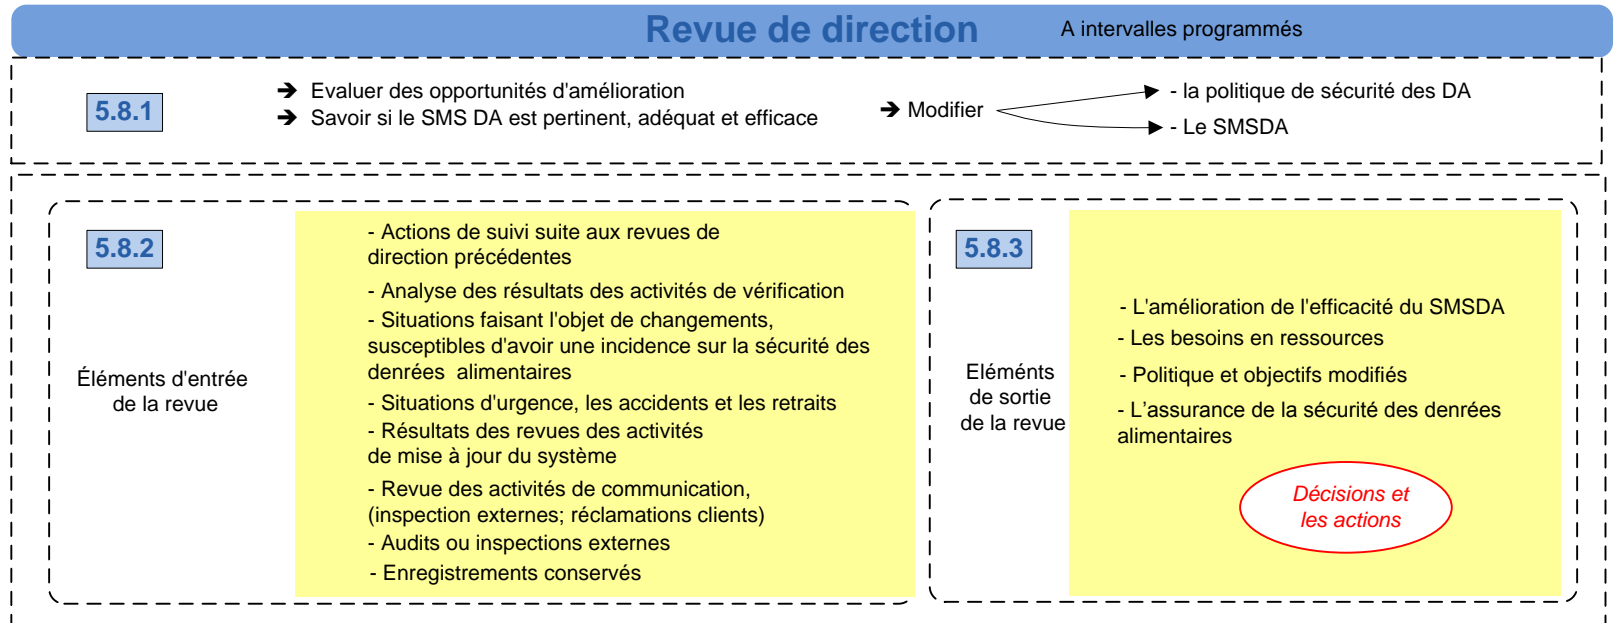 Revue de direction A intervalles programmés
5.8.1
➔ Evaluer des opportunités d'amélioration
➔ Savoir si le SMS DA est pertinent, adéquat et efficace
➔ Modifier
- la politique de sécurité des DA
- Le SMSDA
5.8.2
Éléments d'entrée
de la revue
- Actions de suivi suite aux revues de
direction précédentes
- Analyse des résultats des activités de vérification
- Situations faisant l'objet de changements,
susceptibles d'avoir une incidence sur la sécurité des
denrées alimentaires
- Situations d'urgence, les accidents et les retraits
- Résultats des revues des activités
de mise à jour du système
- Revue des activités de communication,
(inspection externes; réclamations clients)
- Audits ou inspections externes
- Enregistrements conservés
5.8.3
Eléménts
de sortie
de la revue
- L'amélioration de l'efficacité du SMSDA
- Les besoins en ressources
- Politique et objectifs modifiés
- L’assurance de la sécurité des denrées
alimentaires
Décisions et
les actions